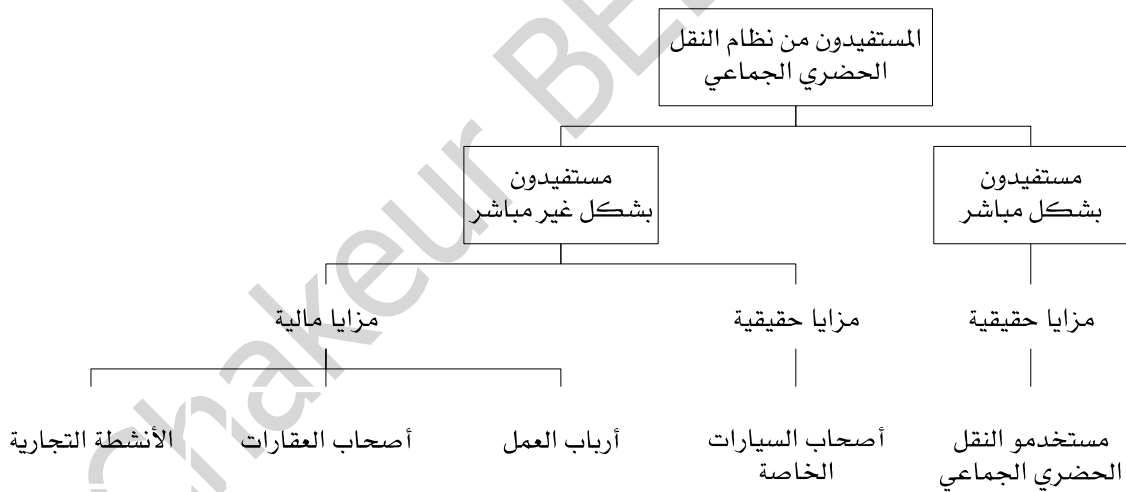 المستفيدون من نظام النقل
الحضري الجماعي
مستفيدون
بشكل مباشر
مستفيدون
بشكل غير مباشر
مزايا حقيقية
مزايا حقيقية
مزايا مالية
مستخدمو النقل
الحضري الجماعي
أصحاب السيارات
الخاصة
أرباب العمل
أصحاب العقارات
الأنشطة التجارية
Chakeur